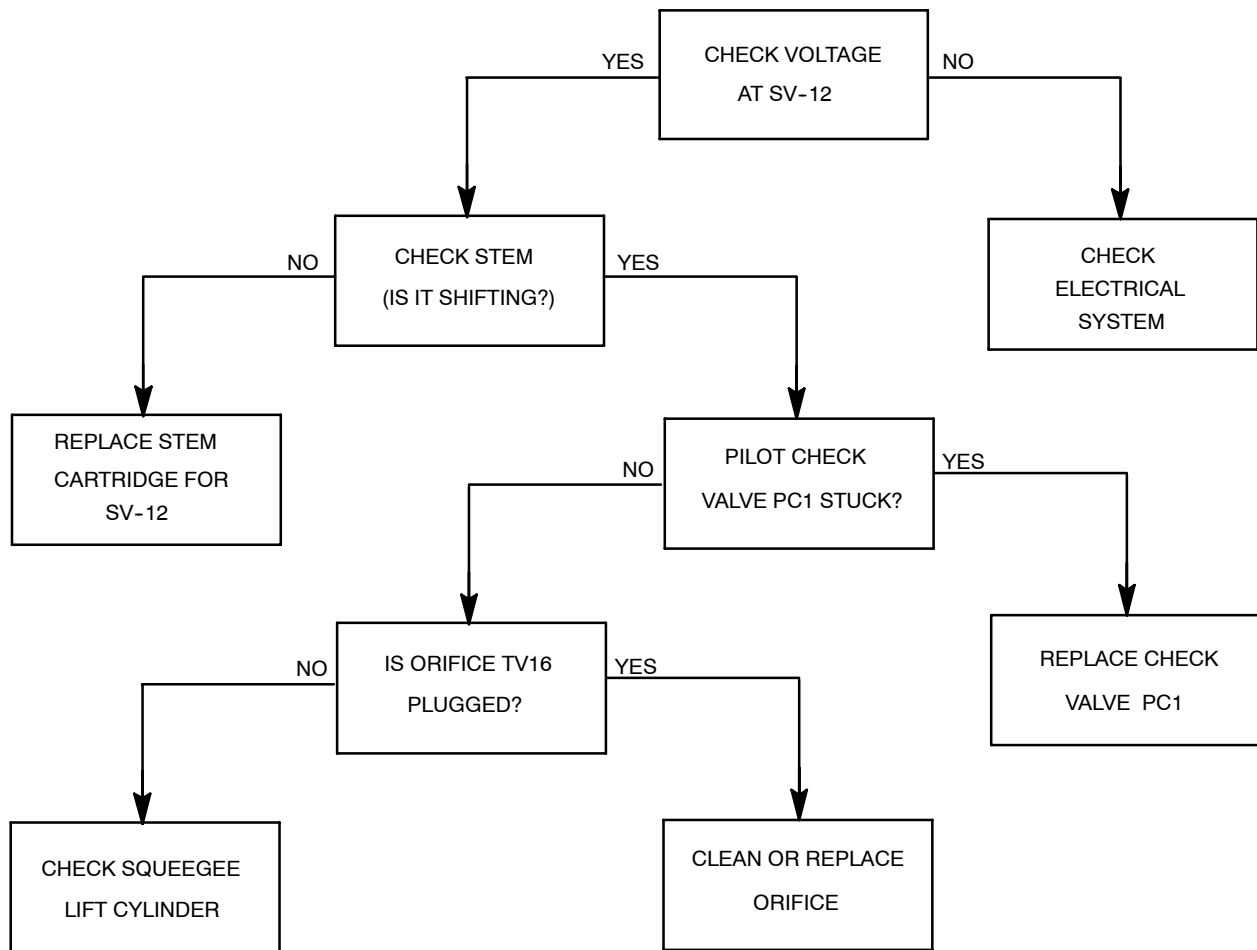 CHECK VOLTAGE
AT SV-12
YES
NO
CHECK STEM
(IS IT SHIFTING?)
NO
YES
CHECK
ELECTRICAL
SYSTEM
REPLACE STEM
CARTRIDGE FOR
SV-12
PILOT CHECK
VALVE PC1 STUCK?
NO
YES
IS ORIFICE TV16
PLUGGED?
NO
YES
REPLACE CHECK
VALVE PC1
CHECK SQUEEGEE
LIFT CYLINDER
CLEAN OR REPLACE
ORIFICE